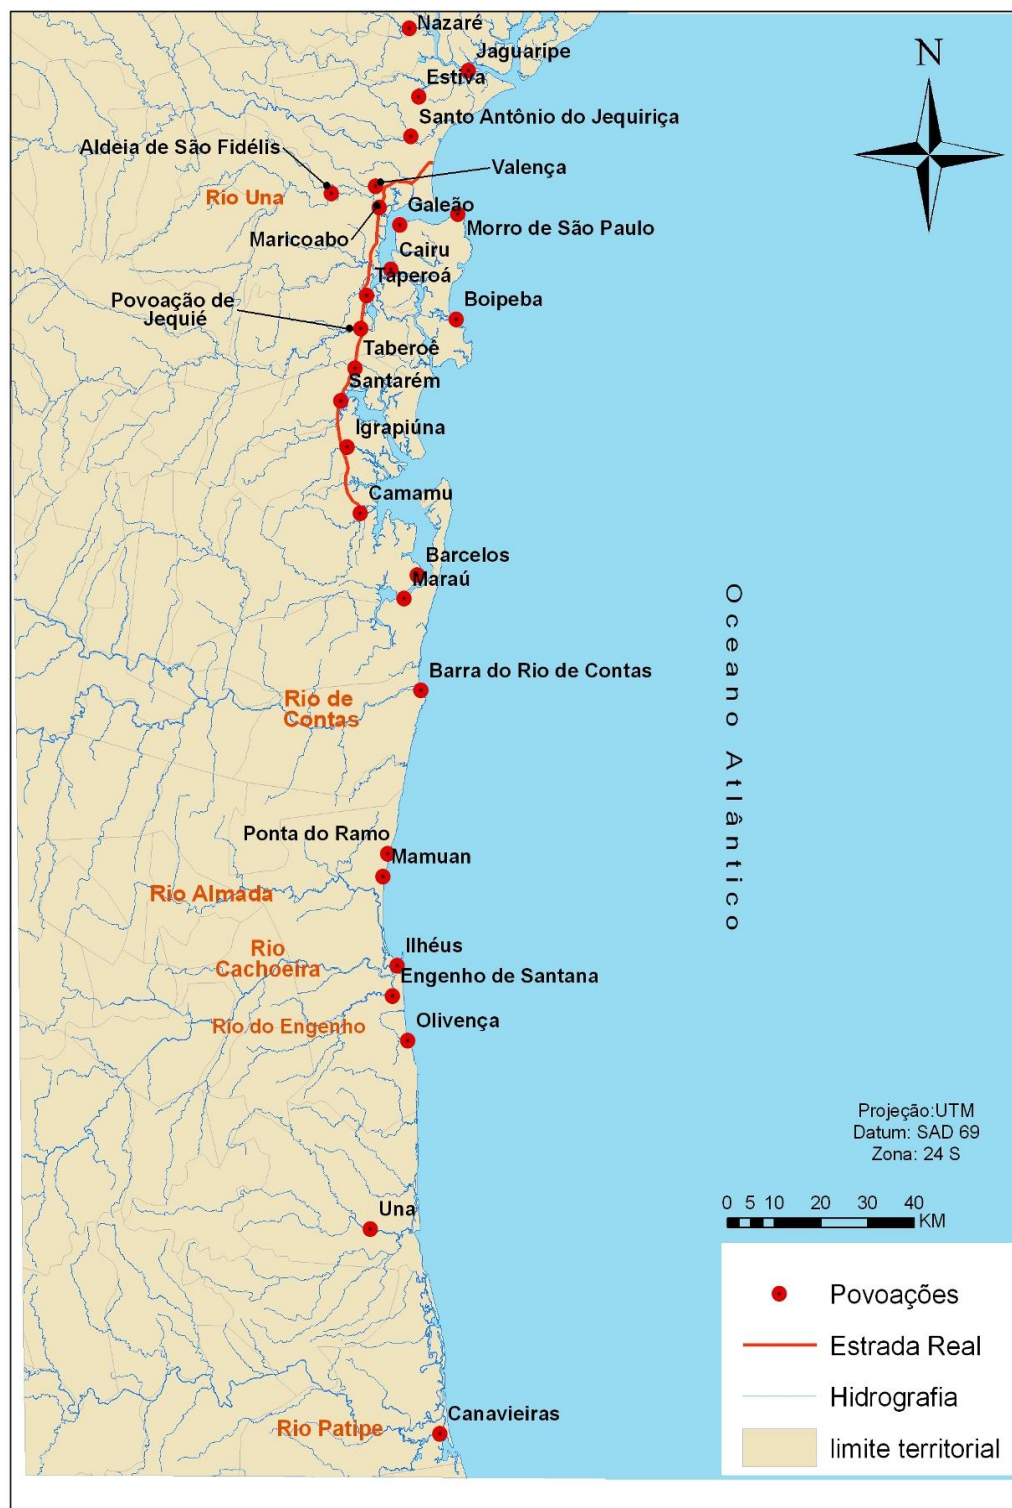 Nazaré
Jaguaripe
Estiva
Santo Antônio do Jequiriça
Aldeia de São Fidélis
Valença
Rio Una
Galeão
Morro de São Paulo
Maricoabo
Cairu
Taperoá
Povoação de
Jequié
Boipeba
Taberoê
Santarém
Igrapiúna
Camamu
Barcelos
Maraú
Barra do Rio de Contas
Rio de
Contas
Ponta do Ramo
Mamuan
Rio Almada
Ilhéus
Rio
Cachoeira
Engenho de Santana
Rio do Engenho
Olivença
Una
Rio Patipe
Canavieiras
N
Oceano Atlântico
Projeção:UTM
Datum: SAD 69
Zona: 24 S
0 5 10 20 30 40
KM
Povoações
Estrada Real
Hidrografia
limite territorial